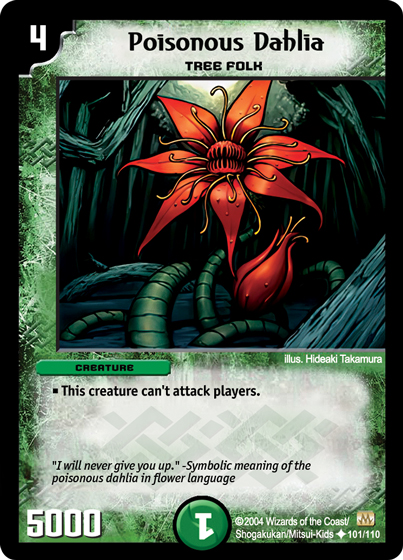 4
Poisonous Dahlia
TREE FOLK
illus. Hideaki Takamura
CREATURE
▪ This creature can't attack players.
"I will never give you up." -Symbolic meaning of the
poisonous dahlia in flower language
5000
1
©2004 Wizards of the Coast/
Shogakukan/Mitsui-Kids ✦ 101/110